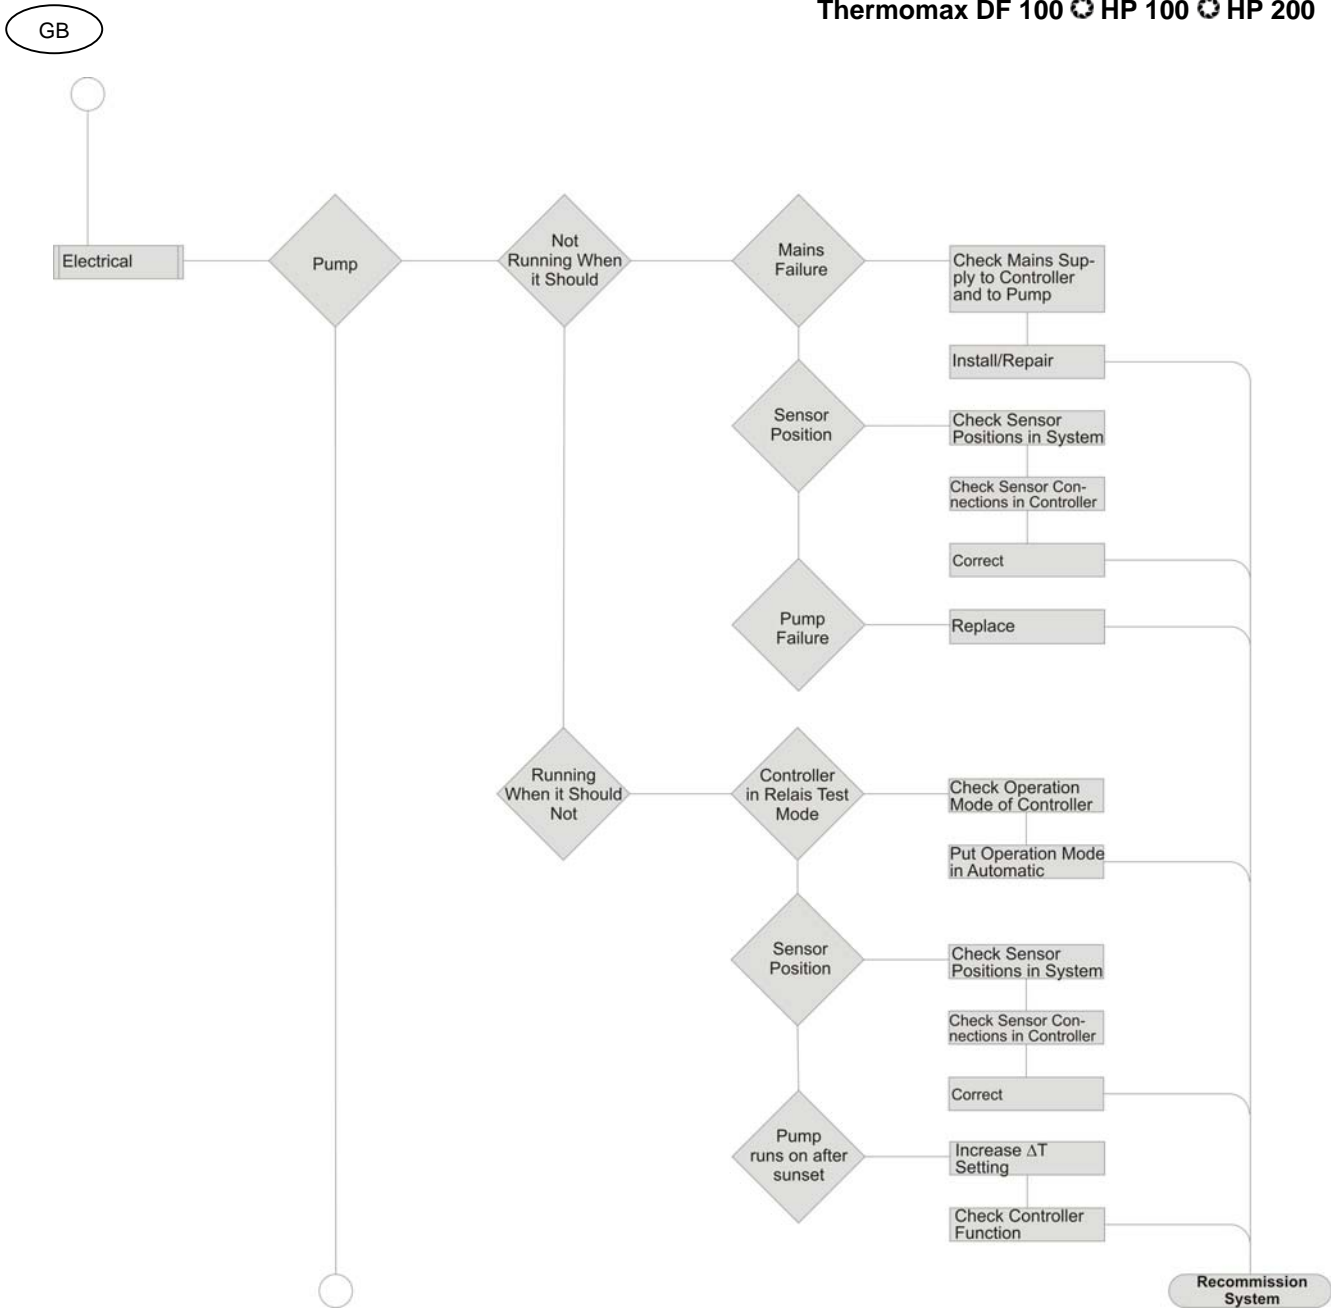 Thermomax DF 100 HP 100 HP 200
GB
Electrical
Pump
Not
Running When
it Should
Mains
Failure
Check Mains Sup-
ply to Controller
and to Pump
Install/Repair
Sensor
Position
Check Sensor
Positions in System
Check Sensor Con-
nections in Controller
Correct
Pump
Failure
Replace
Running
When it Should
Not
Controller
in Relais Test
Mode
Check Operation
Mode of Controller
Put Operation Mode
in Automatic
Sensor
Position
Check Sensor
Positions in System
Check Sensor Con-
nections in Controller
Correct
Pump
runs on after
sunset
Increase ΔT
Setting
Check Controller
Function
Recommission
System